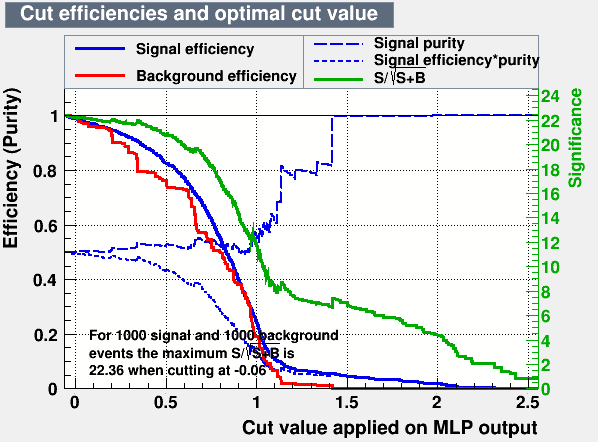 Cut efficiencies and optimal cut value
Signal efficiency
Background efficiency
Signal purity
Signal efficiency*purity
S/√S+B
Efficiency (Purity)
1
0.8
0.6
0.4
0.2
0
Significance
24
22
20
18
16
14
12
10
8
6
4
2
0
For 1000 signal and 1000 background
events the maximum S/√S+B is
22.36 when cutting at -0.06
0 0.5 1 1.5 2 2.5
Cut value applied on MLP output